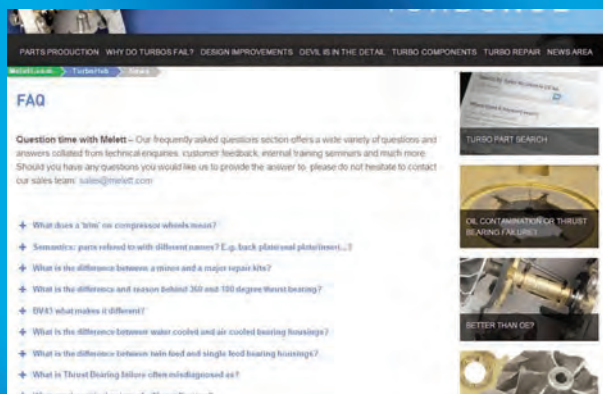 PARTS PRODUCTION WHY DO TURBOS FAIL? DESIGN IMPROVEMENTS DEVIL IS IN THE DETAIL TURBO COMPONENTS TURBO REPAIR NEWS AREA
Melett.com TurboHub News
FAQ
Question time with Melett – Our frequently asked questions section offers a wide variety of questions and
answers collated from technical enquiries, customer feedback, internal training seminars and much more.
Should you have any questions you would like us to provide the answer to, please do not hesitate to contact
our sales team: sales@melett.com
+ What does a 'trim' on compressor wheels mean?
+ Semantics: parts refered to with different names? E.g. back plate/seal plate/insert...?
+ What is the difference between a minor and a major repair kits?
+ What is the difference and reason behind 360 and 180 degree thrust bearing?
+ BV43 what makes it different?
+ What is the difference between water cooled and air cooled bearing housings?
+ What is the difference between twin feed and single feed bearing housings?
+ What is Thrust Bearing failure often misdiagnosed as?
TURBO PART SEARCH
OIL CONTAMINATION OR THRUST
BEARING FAILURE?
BETTER THAN OE?